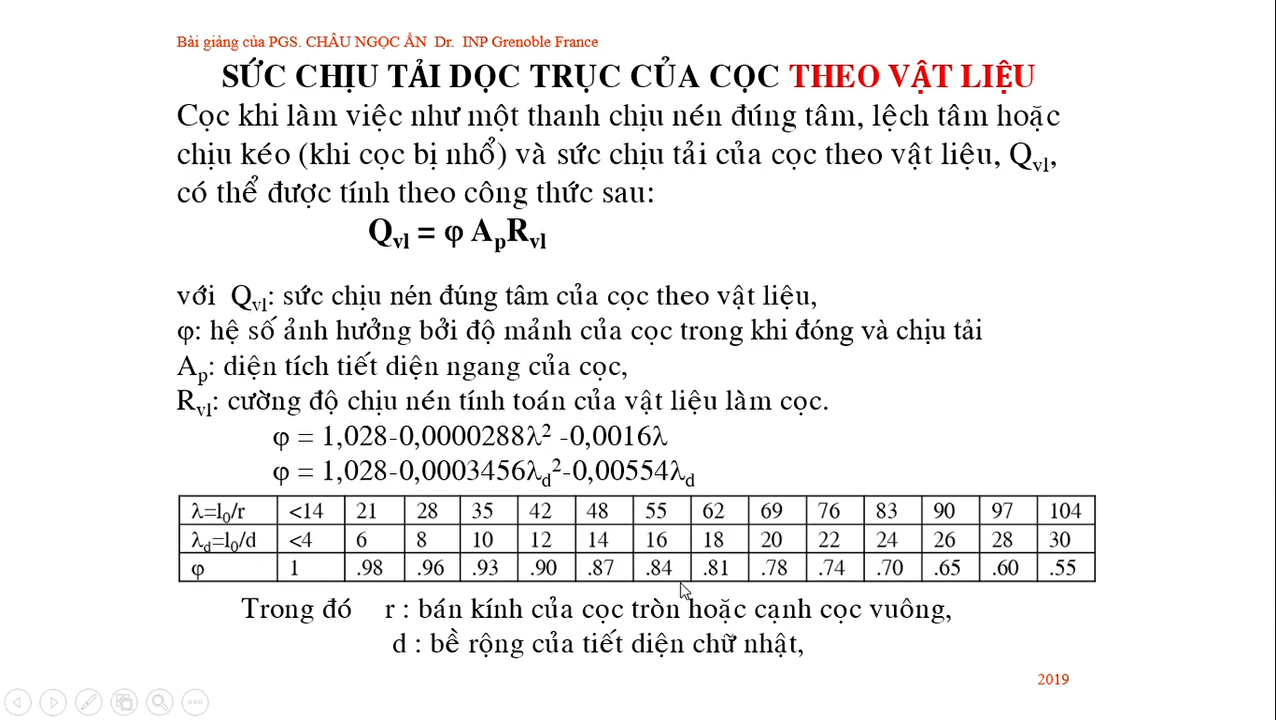 Bài giảng của PGS. CHÂU NGỌC ẨN Dr. INP Grenoble France
SỨC CHỊU TẢI DỌC TRỤC CỦA CỌC THEO VẬT LIỆU
Cọc khi làm việc như một thanh chịu nén đúng tâm, lệch tâm hoặc
chịu kéo (khi cọc bị nhổ) và sức chịu tải của cọc theo vật liệu, Qvl,
có thể được tính theo công thức sau:
Qvl = φ ApRvl
với Qvl: sức chịu nén đúng tâm của cọc theo vật liệu,
φ: hệ số ảnh hưởng bởi độ mảnh của cọc trong khi đóng và chịu tải
Ap: diện tích tiết diện ngang của cọc,
Rvl: cường độ chịu nén tính toán của vật liệu làm cọc.
φ = 1,028-0,0000288λ² -0,0016λ
φ = 1,028-0,0003456λd²-0,00554λd
λ=l0/r <14 21 28 35 42 48 55 62 69 76 83 90 97 104
λd=l0/d <4 6 8 10 12 14 16 18 20 22 24 26 28 30
φ 1 .98 .96 .93 .90 .87 .84 .81 .78 .74 .70 .65 .60 .55
Trong đó r : bán kính của cọc tròn hoặc cạnh cọc vuông,
d : bề rộng của tiết diện chữ nhật,
2019